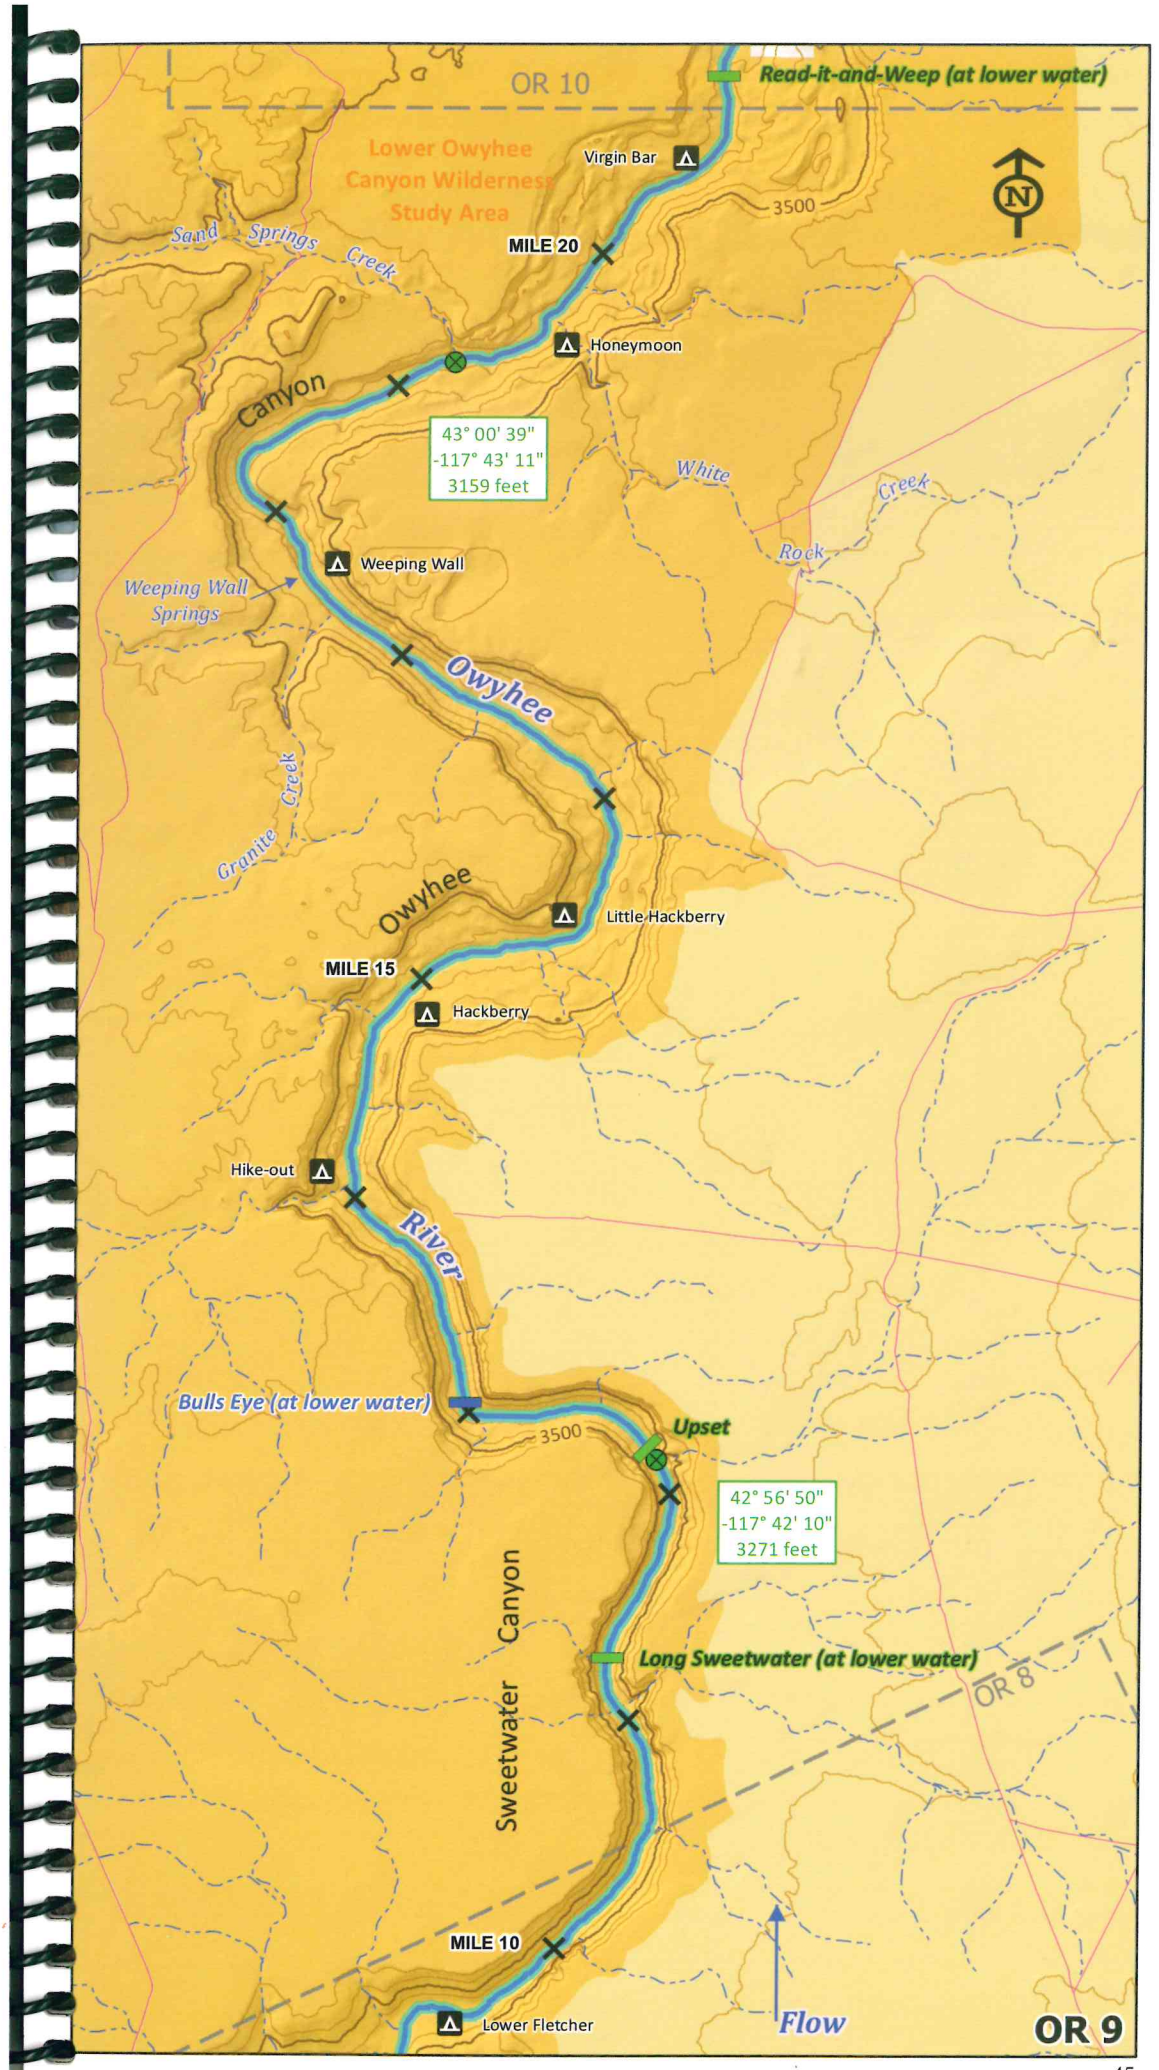 OR 10
Read-it-and-Weep (at lower water)
Lower Owyhee
Canyon Wilderness
Study Area
Virgin Bar
N
3500
Sand Springs Creek
MILE 20
Honeymoon
Canyon
43° 00' 39"
-117° 43' 11"
3159 feet
White
Creek
Rock
Weeping Wall
Weeping Wall
Springs
Owyhee
Granite Creek
Owyhee
Little Hackberry
MILE 15
Hackberry
Hike-out
River
Bulls Eye (at lower water)
3500
Upset
42° 56' 50"
-117° 42' 10"
3271 feet
Sweetwater Canyon
Long Sweetwater (at lower water)
OR 8
MILE 10
Lower Fletcher
Flow
OR 9